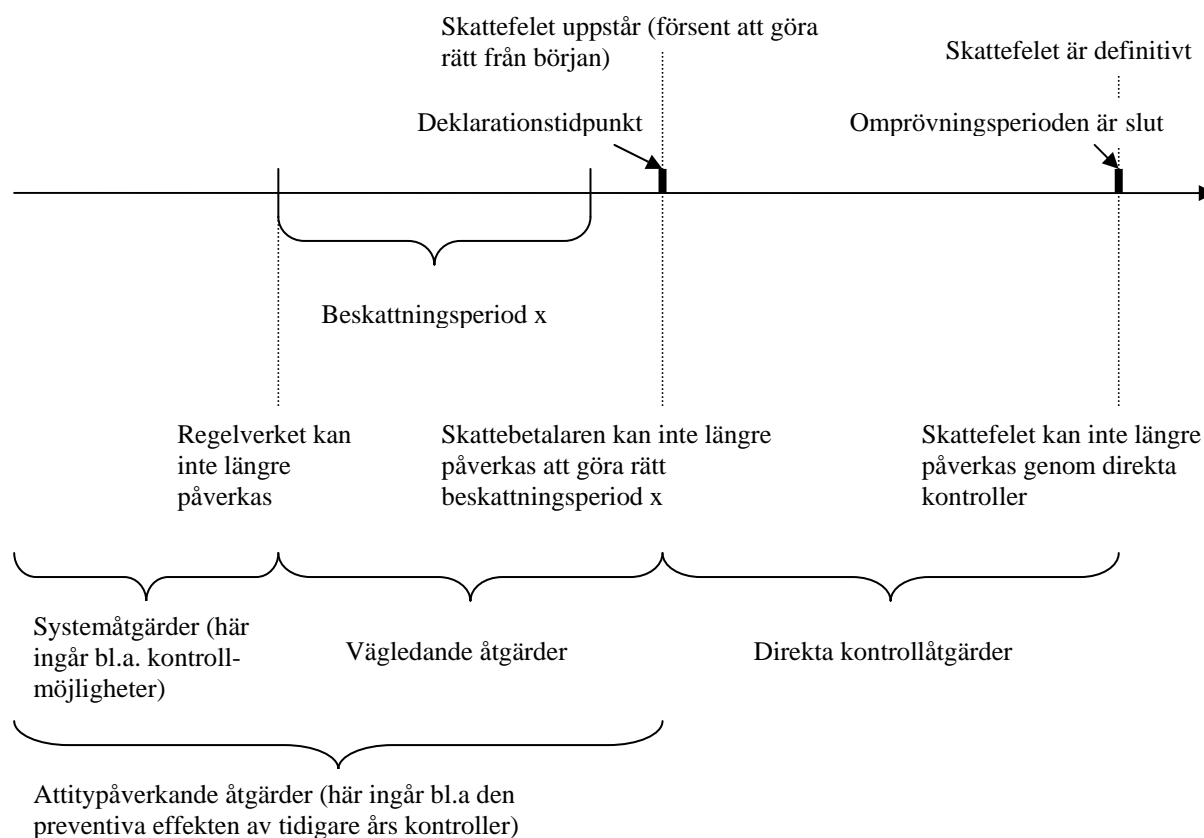 Skattefelet uppstår (försent att göra
rätt från början)
Skattefelet är definitivt
Deklarationstidpunkt
Omprövningsperioden är slut
Beskattningsperiod x
Regelverket kan
inte längre
påverkas
Skattebetalaren kan inte längre
påverkas att göra rätt
beskattningsperiod x
Skattefelet kan inte längre
påverkas genom direkta
kontroller
Systemåtgärder (här
ingår bl.a. kontroll-
möjligheter)
Vägledande åtgärder
Direkta kontrollåtgärder
Attitypåverkande åtgärder (här ingår bl.a den
preventiva effekten av tidigare års kontroller)